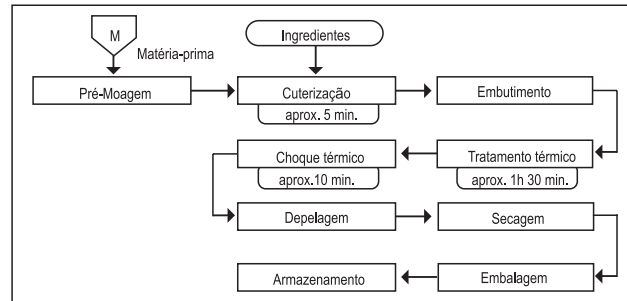 M
Matéria-prima
Ingredientes
Pré-Moagem
Cuterização
aprox. 5 min.
Embutimento
Tratamento térmico
aprox. 1h 30 min.
Choque térmico
aprox.10 min.
Depelagem
Secagem
Embalagem
Armazenamento